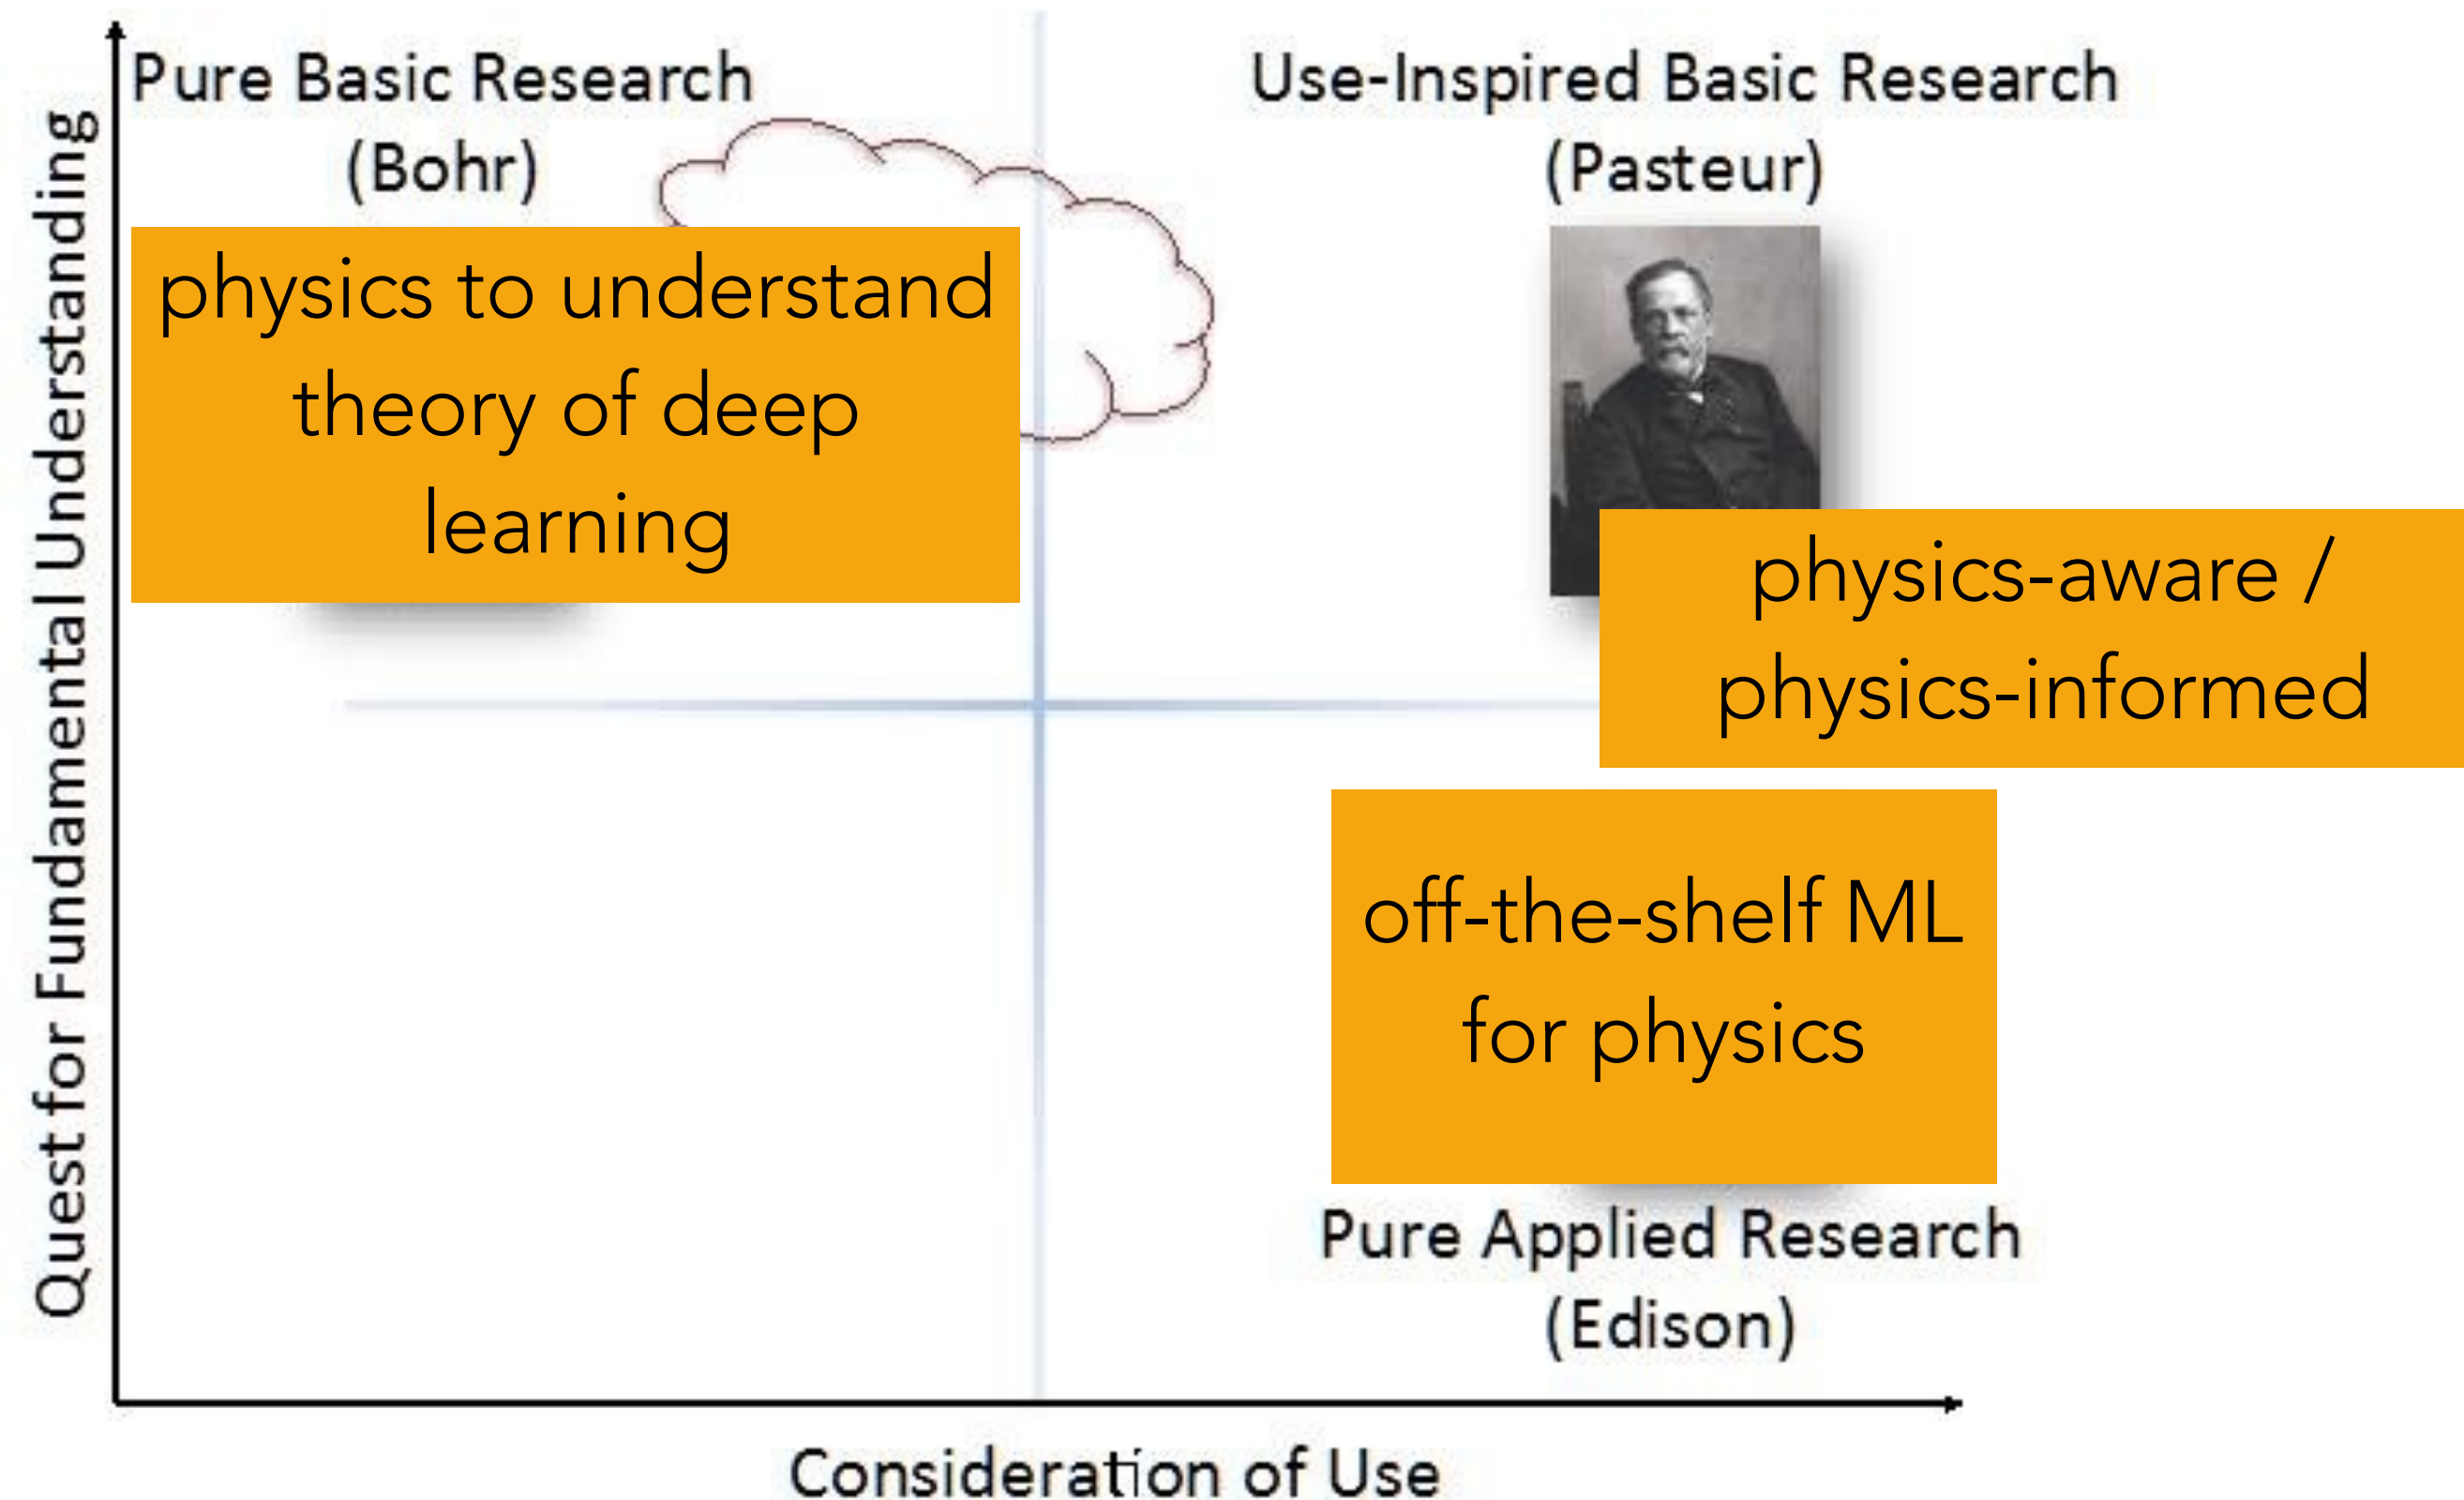 Quest for Fundamental Understanding
Pure Basic Research
(Bohr)
Use-Inspired Basic Research
(Pasteur)
physics to understand
theory of deep
learning
physics-aware /
physics-informed
off-the-shelf ML
for physics
Pure Applied Research
(Edison)
Consideration of Use